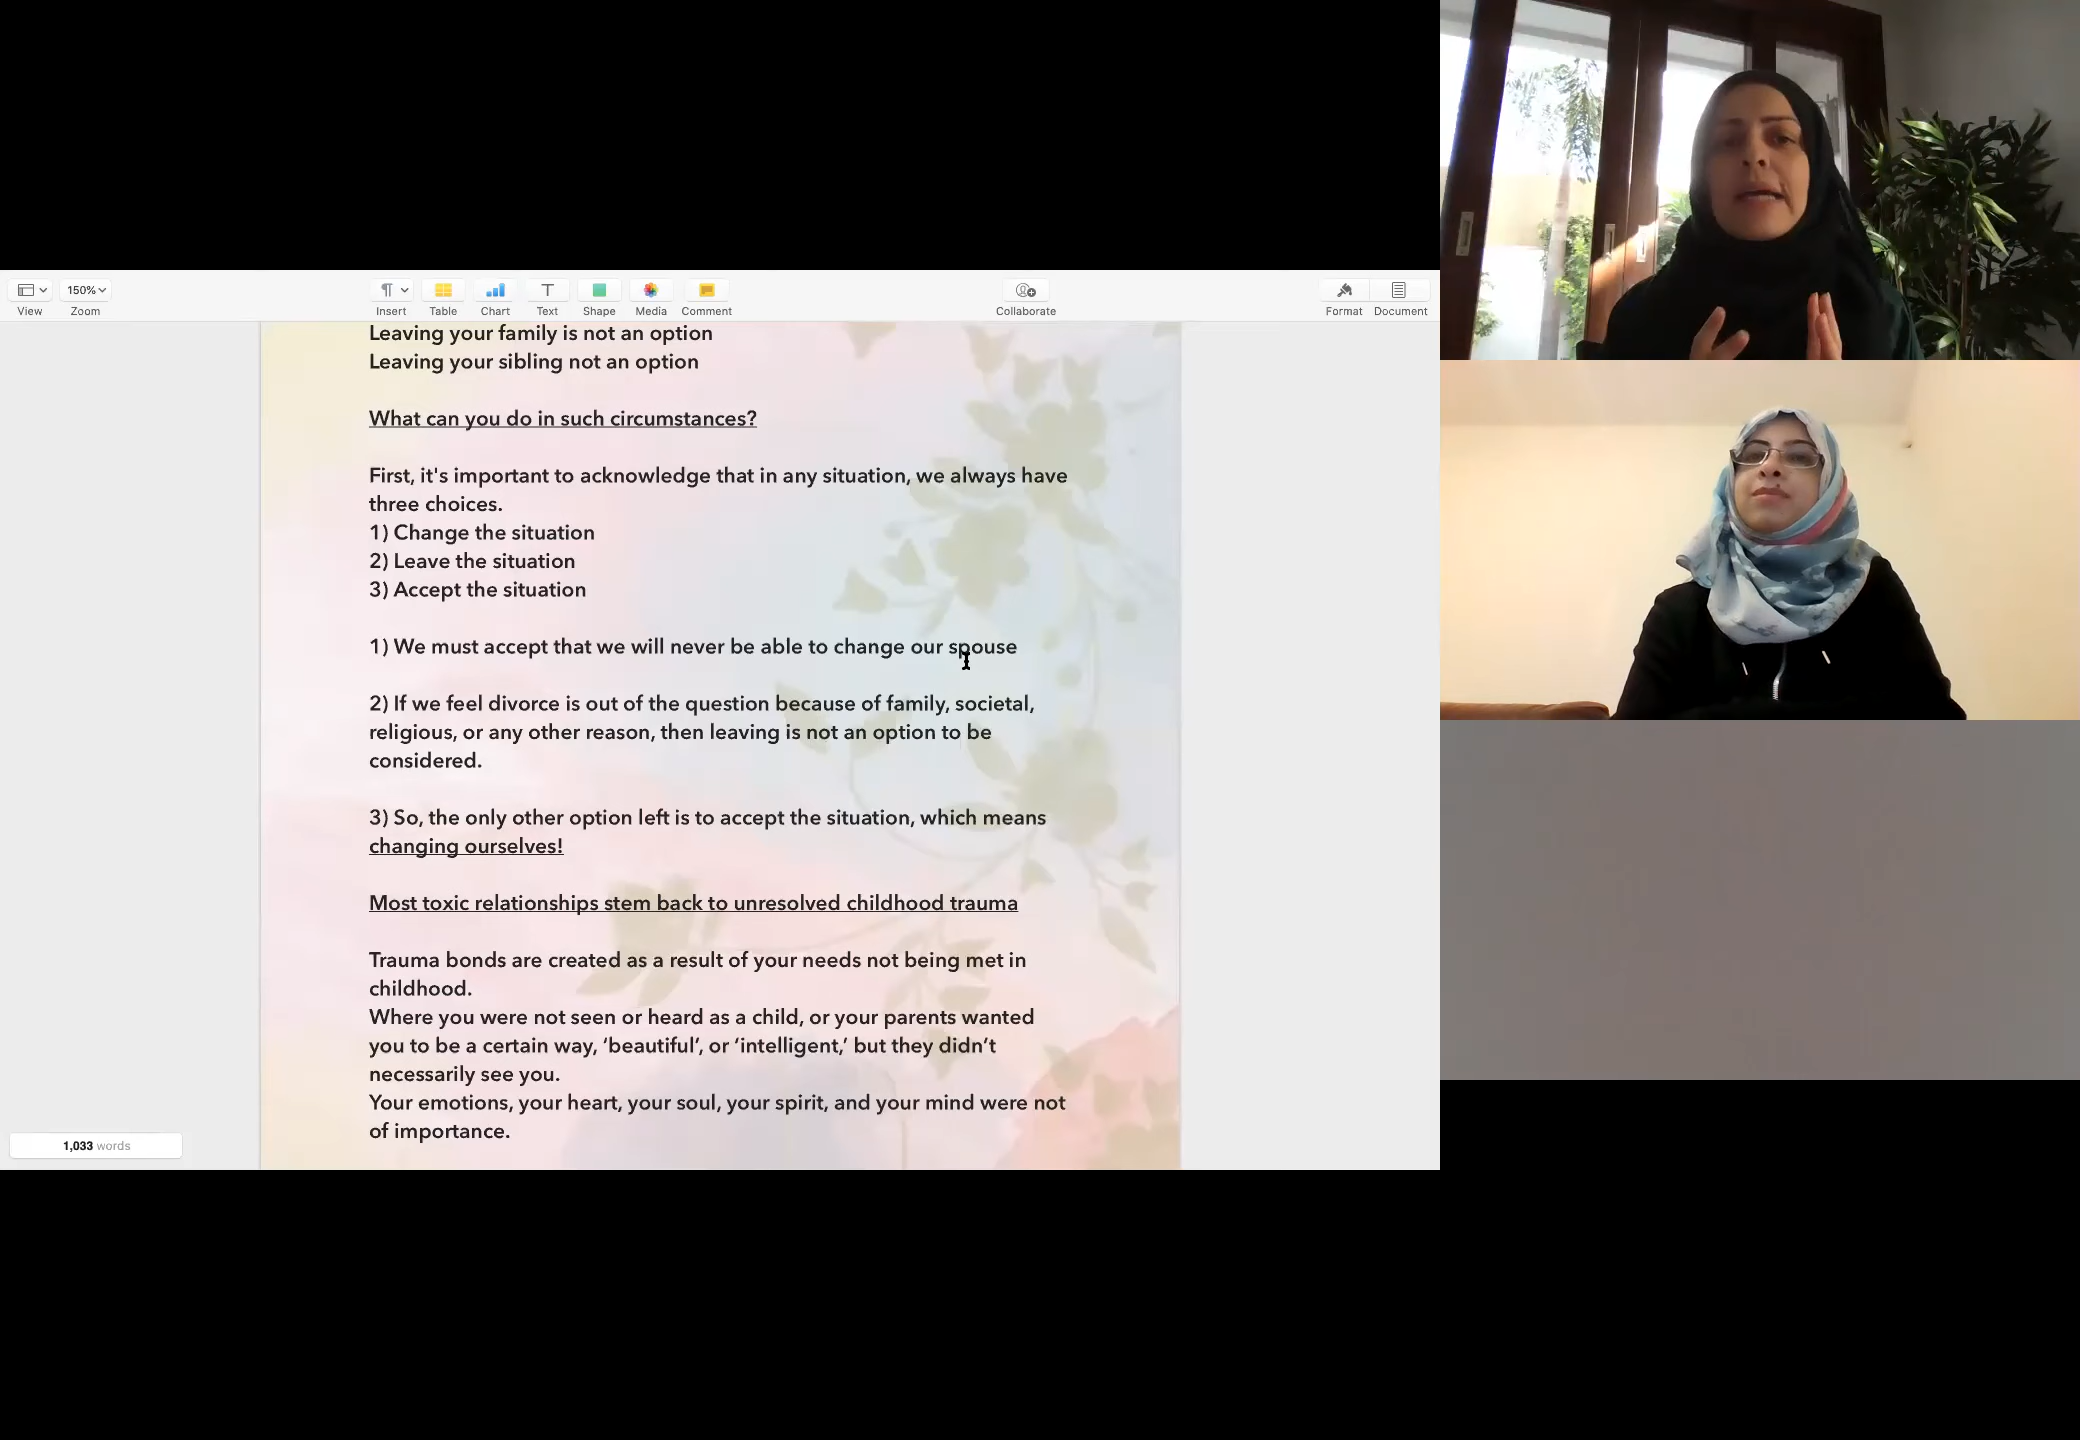 150%
View
Zoom
Insert
Table
Chart
Text
Shape
Media
Comment
Collaborate
Format
Document
Leaving your family is not an option
Leaving your sibling not an option
What can you do in such circumstances?
First, it's important to acknowledge that in any situation, we always have
three choices.
1) Change the situation
2) Leave the situation
3) Accept the situation
1) We must accept that we will never be able to change our spouse
2) If we feel divorce is out of the question because of family, societal,
religious, or any other reason, then leaving is not an option to be
considered.
3) So, the only other option left is to accept the situation, which means
changing ourselves!
Most toxic relationships stem back to unresolved childhood trauma
Trauma bonds are created as a result of your needs not being met in
childhood.
Where you were not seen or heard as a child, or your parents wanted
you to be a certain way, ‘beautiful’, or ‘intelligent,’ but they didn’t
necessarily see you.
Your emotions, your heart, your soul, your spirit, and your mind were not
of importance.
1,033 words